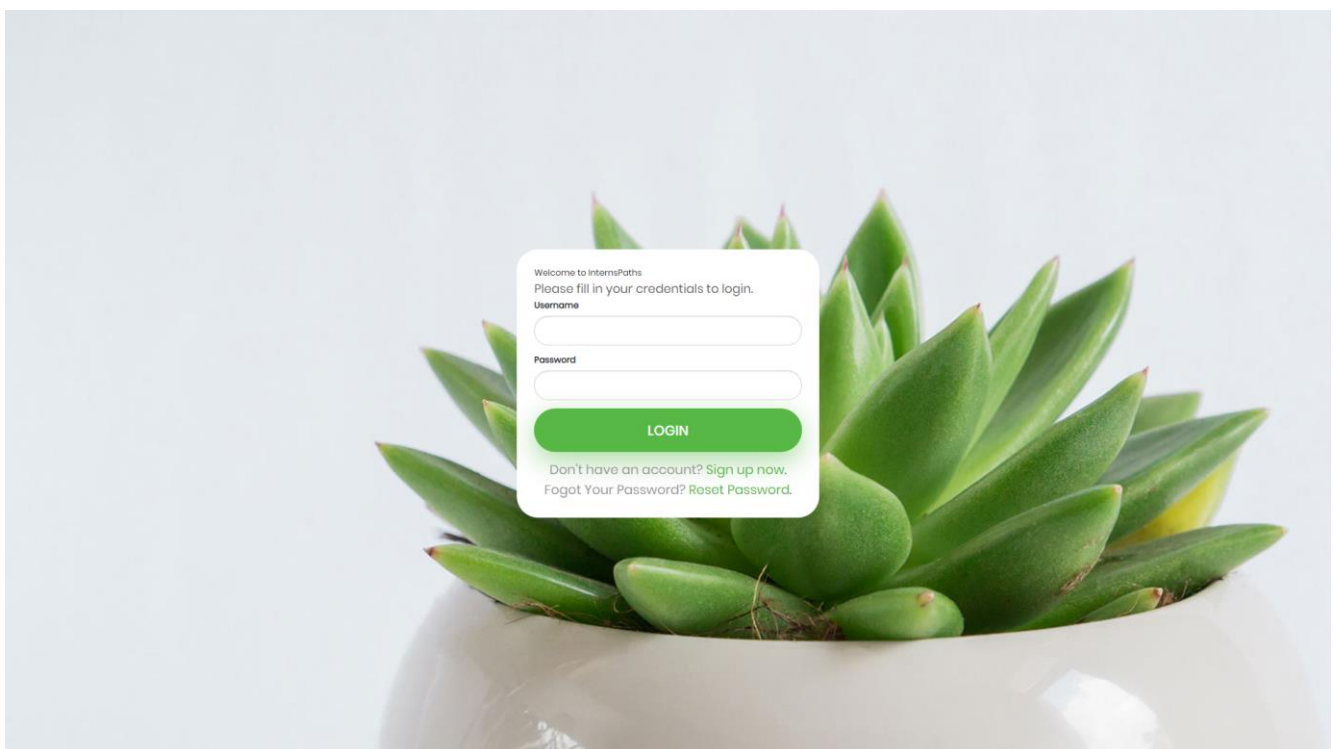 Welcome to InternsPaths
Please fill in your credentials to login.
Username
Password
LOGIN
Don't have an account? Sign up now.
Fogot Your Password? Reset Password.